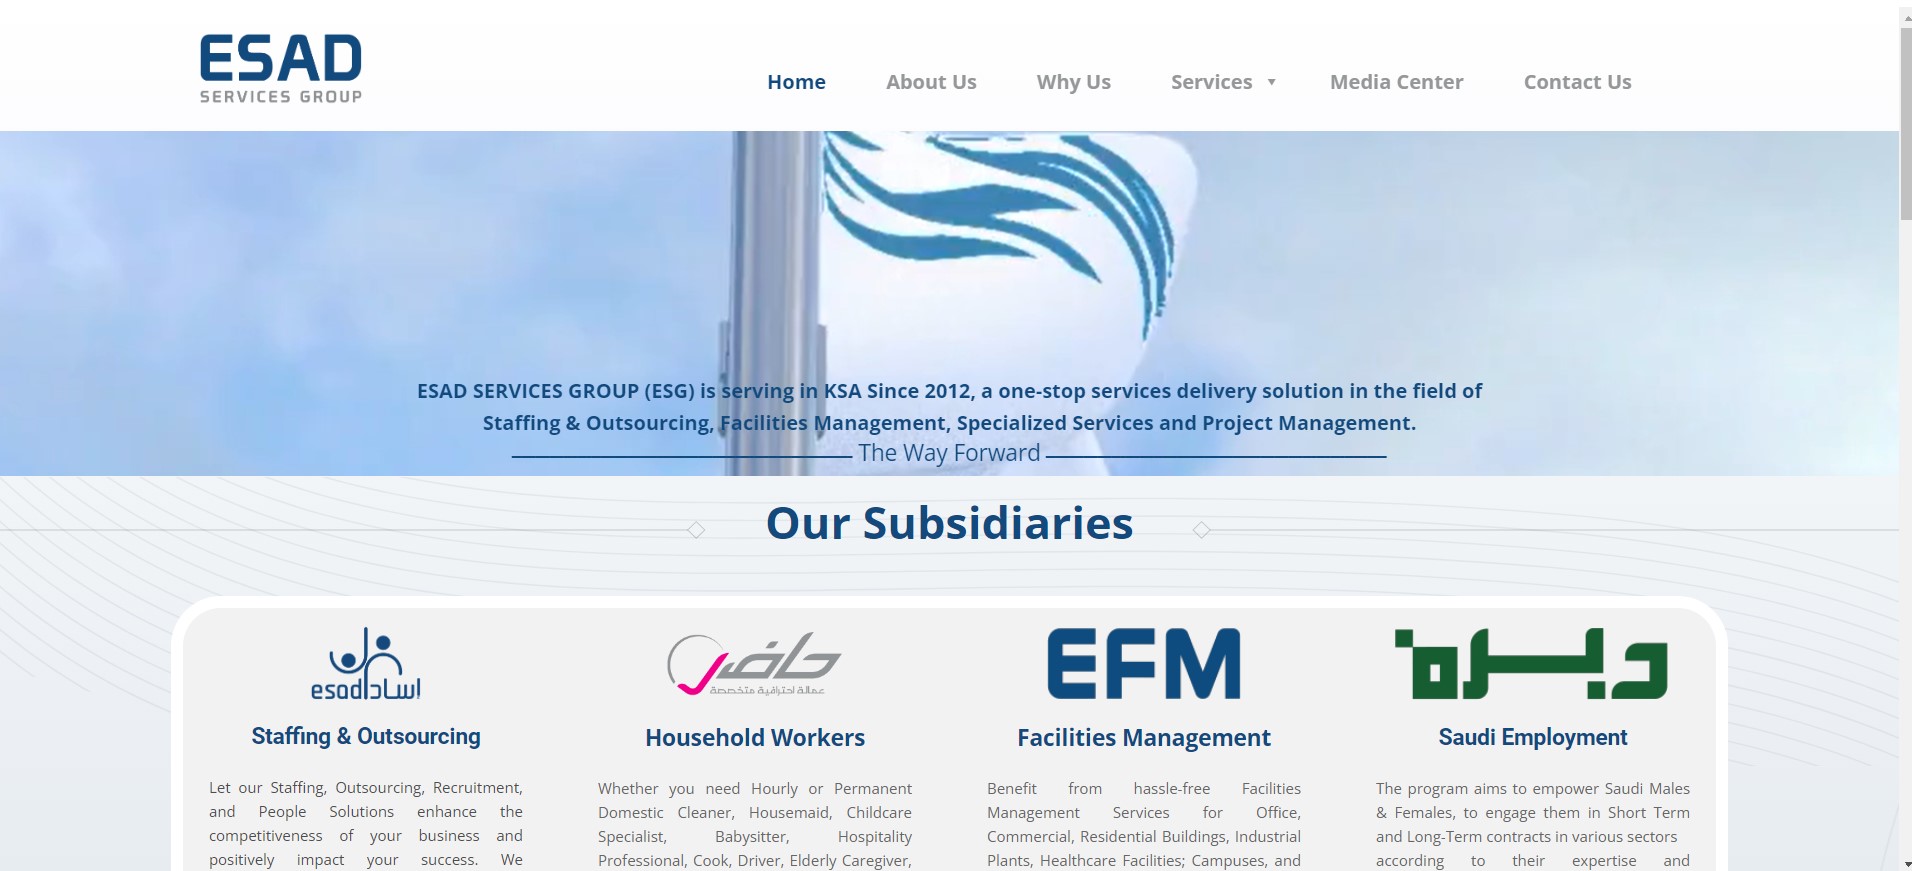 ESAD
SERVICES GROUP
Home About Us Why Us Services Media Center Contact Us
ESAD SERVICES GROUP (ESG) is serving in KSA Since 2012, a one-stop services delivery solution in the field of
Staffing & Outsourcing, Facilities Management, Specialized Services and Project Management.
The Way Forward
Our Subsidiaries
esad اساد
Staffing & Outsourcing
Let our Staffing, Outsourcing, Recruitment,
and People Solutions enhance the
competitiveness of your business and
positively impact your success. We
حاضر
عمالة احترافية متخصصة
Household Workers
Whether you need Hourly or Permanent
Domestic Cleaner, Housemaid, Childcare
Specialist, Babysitter, Hospitality
Professional, Cook, Driver, Elderly Caregiver,
EFM
Facilities Management
Benefit from hassle-free Facilities
Management Services for Office,
Commercial, Residential Buildings, Industrial
Plants, Healthcare Facilities; Campuses, and
دبرة
Saudi Employment
The program aims to empower Saudi Males
& Females, to engage them in Short Term
and Long-Term contracts in various sectors
according to their expertise and